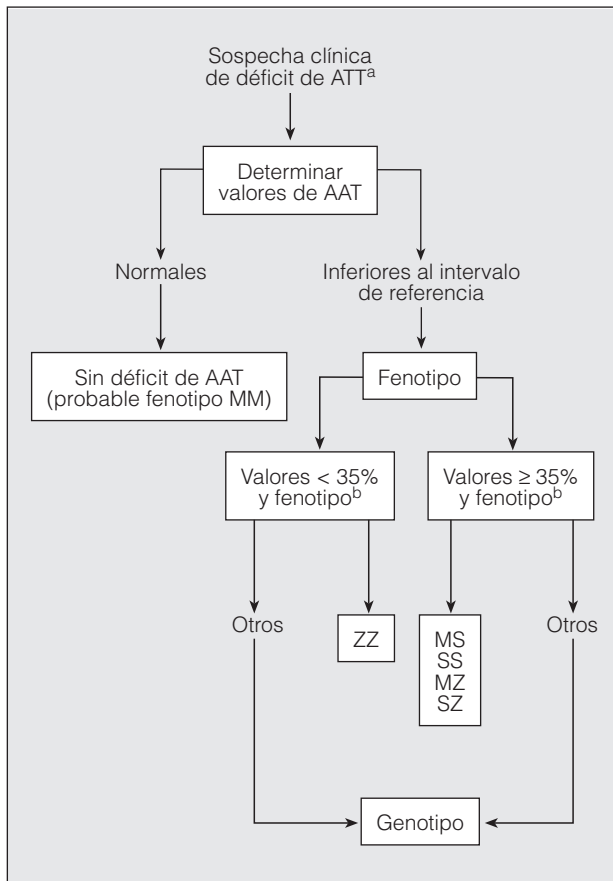 Sospecha clínica
de déficit de ATTa
Determinar
valores de AAT
Normales
Inferiores al intervalo
de referencia
Sin déficit de AAT
(probable fenotipo MM)
Fenotipo
Valores < 35%
y fenotipob
Valores ≥ 35%
y fenotipob
Otros
ZZ
MS
SS
MZ
SZ
Otros
Genotipo